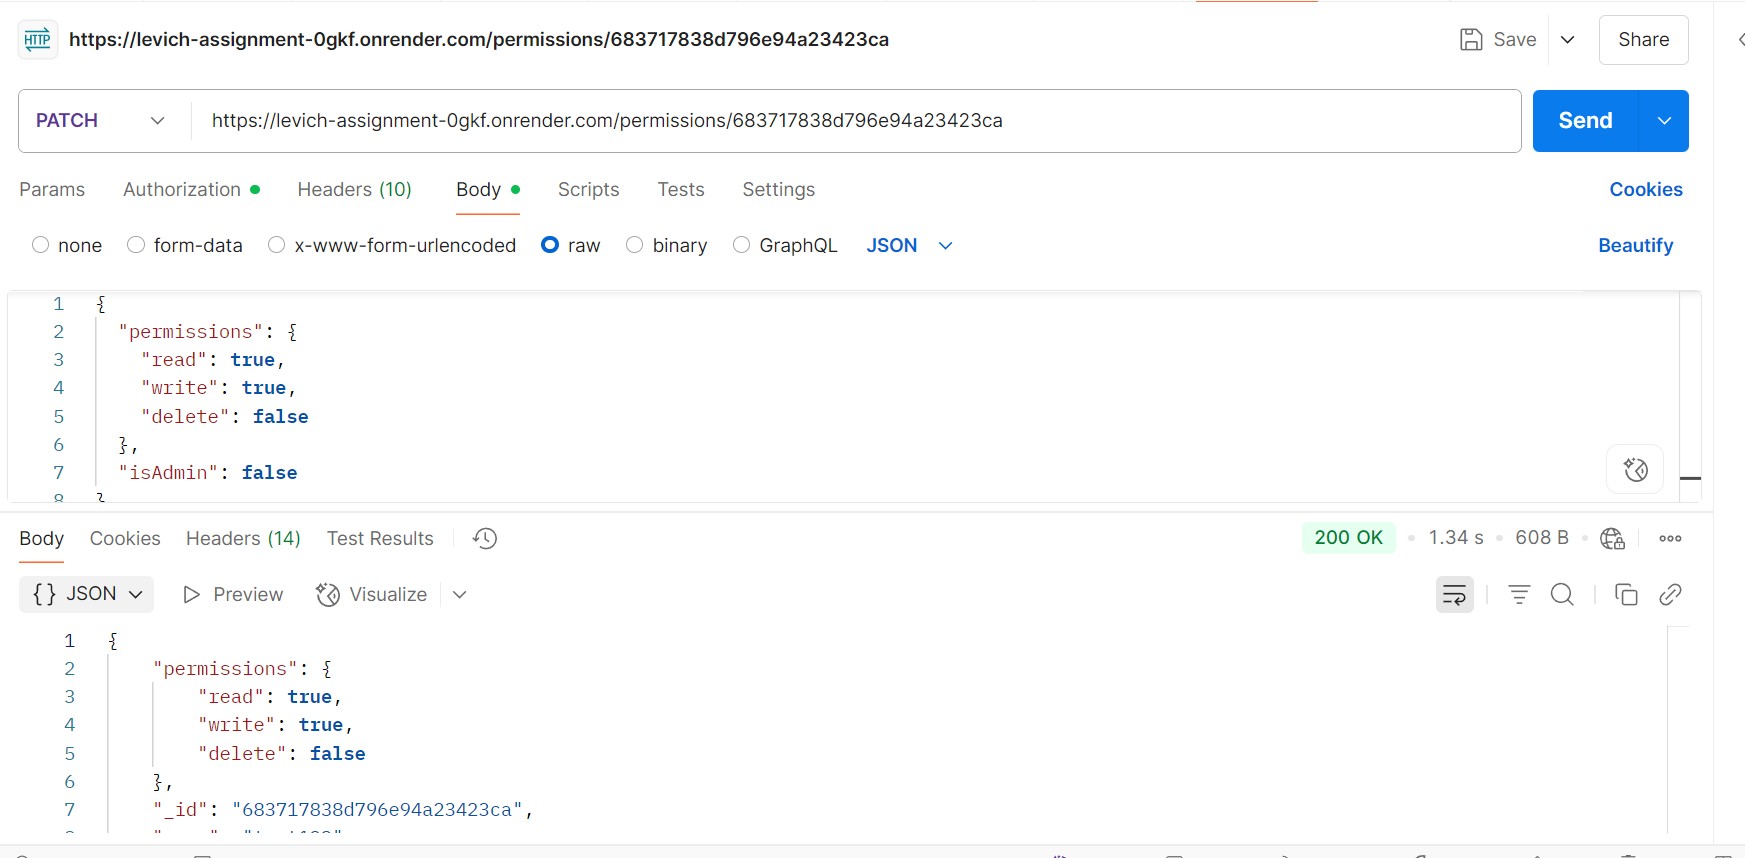 HTTP https://levich-assignment-0gkf.onrender.com/permissions/683717838d796e94a23423ca Save Share
PATCH https://levich-assignment-0gkf.onrender.com/permissions/683717838d796e94a23423ca Send
Params Authorization Headers (10) Body Scripts Tests Settings Cookies
none form-data x-www-form-urlencoded raw binary GraphQL JSON Beautify
1 {
2 "permissions": {
3 "read": true,
4 "write": true,
5 "delete": false
6 },
7 "isAdmin": false
8 }
Body Cookies Headers (14) Test Results 200 OK • 1.34 s • 608 B
{} JSON Preview Visualize
1 {
2 "permissions": {
3 "read": true,
4 "write": true,
5 "delete": false
6 },
7 "_id": "683717838d796e94a23423ca",